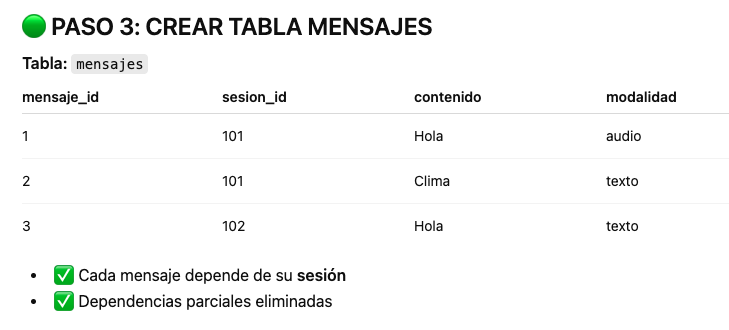 🟢 PASO 3: CREAR TABLA MENSAJES
Tabla: mensajes
mensaje_id sesion_id contenido modalidad
1 101 Hola audio
2 101 Clima texto
3 102 Hola texto
• ✅ Cada mensaje depende de su sesión
• ✅ Dependencias parciales eliminadas